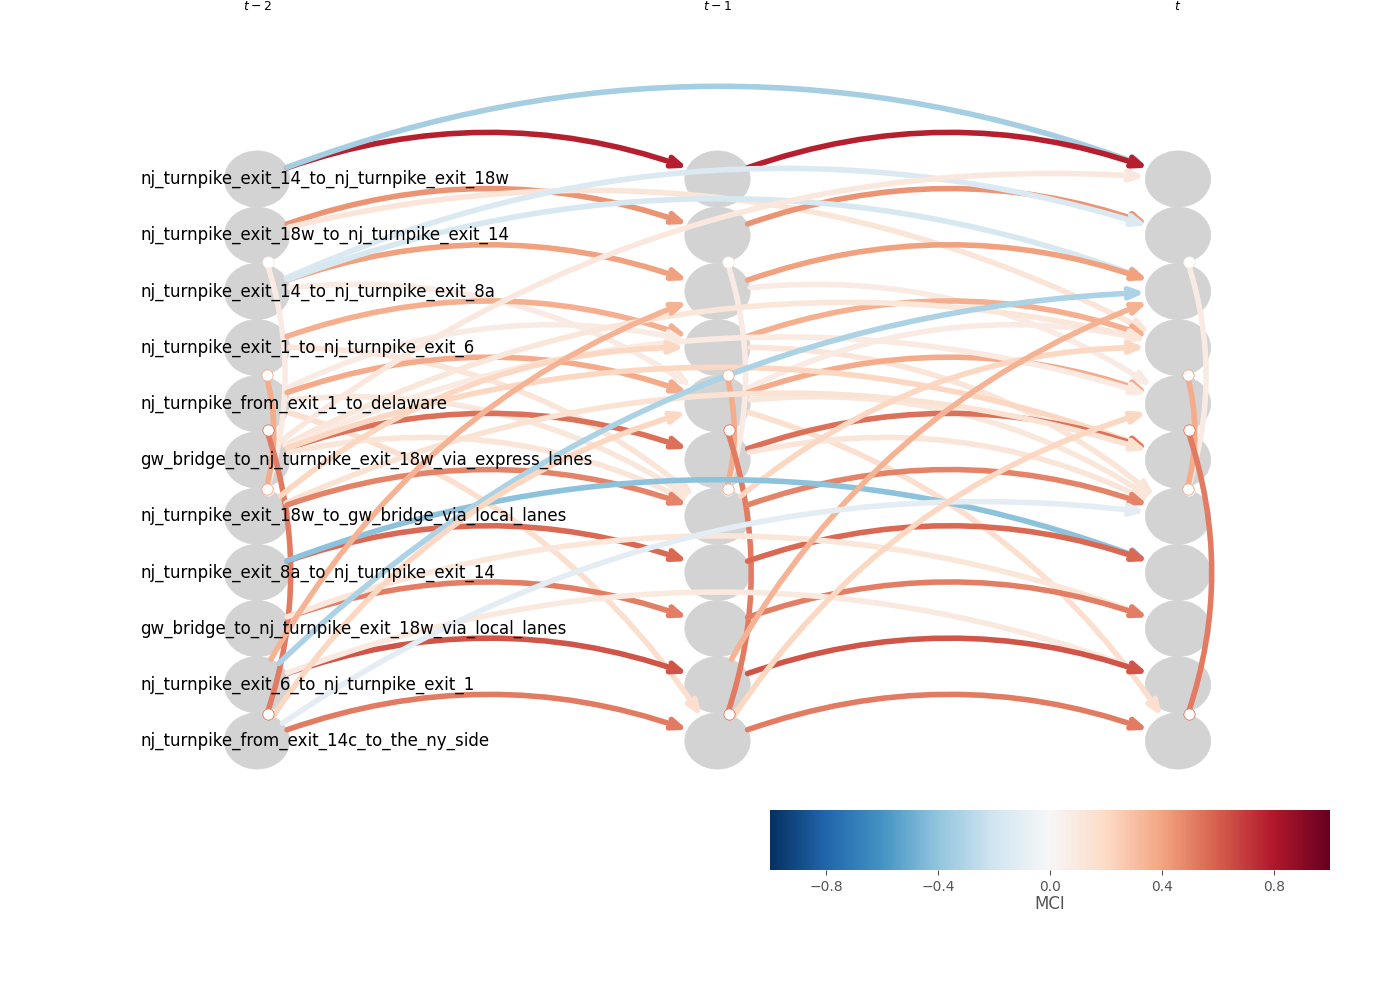 t − 2 t − 1 t
nj_turnpike_exit_14_to_nj_turnpike_exit_18w
nj_turnpike_exit_18w_to_nj_turnpike_exit_14
nj_turnpike_exit_14_to_nj_turnpike_exit_8a
nj_turnpike_exit_1_to_nj_turnpike_exit_6
nj_turnpike_from_exit_1_to_delaware
gw_bridge_to_nj_turnpike_exit_18w_via_express_lanes
nj_turnpike_exit_18w_to_gw_bridge_via_local_lanes
nj_turnpike_exit_8a_to_nj_turnpike_exit_14
gw_bridge_to_nj_turnpike_exit_18w_via_local_lanes
nj_turnpike_exit_6_to_nj_turnpike_exit_1
nj_turnpike_from_exit_14c_to_the_ny_side
−0.8 −0.4 0.0 0.4 0.8
MCI